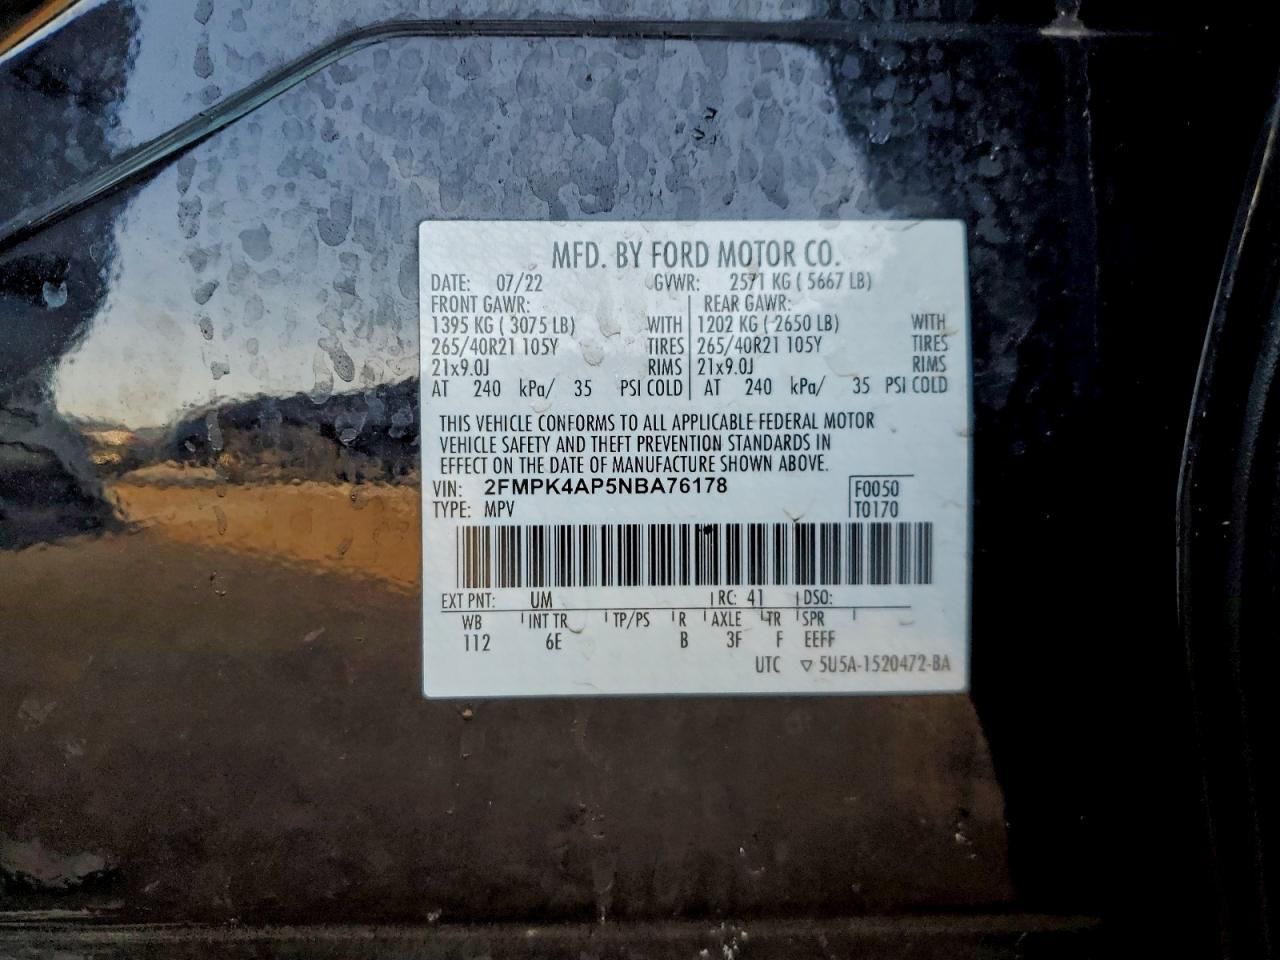 MFD. BY FORD MOTOR CO.
DATE: 07/22 GVWR: 2571 KG ( 5667 LB)
FRONT GAWR: REAR GAWR:
1395 KG ( 3075 LB) WITH 1202 KG ( 2650 LB) WITH
265/40R21 105Y TIRES 265/40R21 105Y TIRES
21x9.0J RIMS 21x9.0J RIMS
AT 240 kPa/ 35 PSI COLD AT 240 kPa/ 35 PSI COLD
THIS VEHICLE CONFORMS TO ALL APPLICABLE FEDERAL MOTOR
VEHICLE SAFETY AND THEFT PREVENTION STANDARDS IN
EFFECT ON THE DATE OF MANUFACTURE SHOWN ABOVE.
VIN: 2FMPK4AP5NBA76178 F0050
TYPE: MPV T0170
EXT PNT: UM RC: 41 DSO:
WB INT TR TP/PS R AXLE TR SPR
112 6E B 3F F EEFF
UTC ▽ 5U5A-1520472-BA